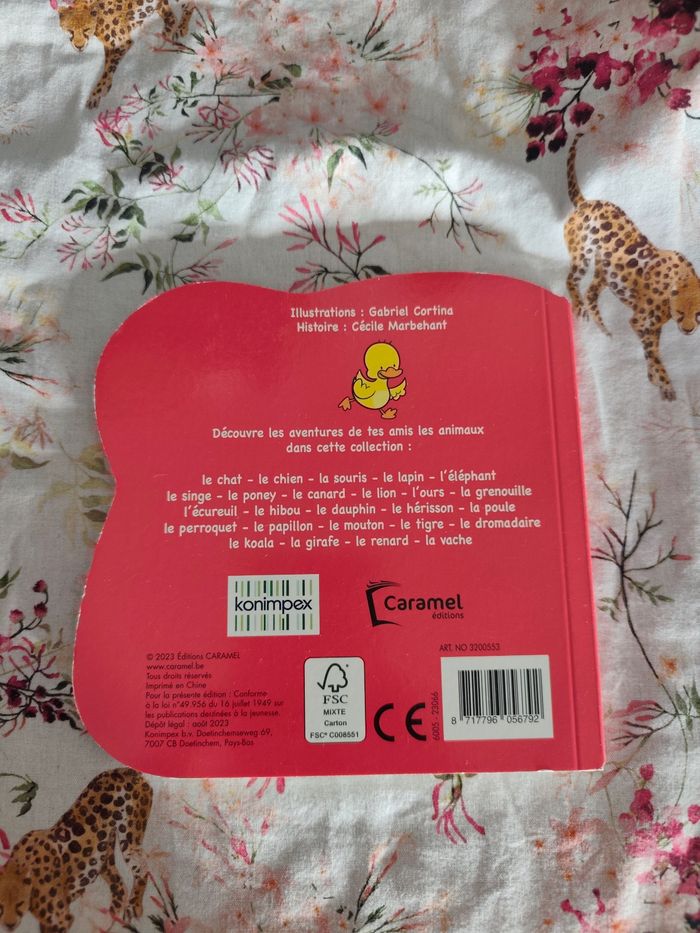 Illustrations : Gabriel Cortina
Histoire : Cécile Marbehant
Découvre les aventures de tes amis les animaux
dans cette collection :
le chat - le chien - la souris - le lapin - l'éléphant
le singe - le poney - le canard - le lion - l'ours - la grenouille
l'écureuil - le hibou - le dauphin - le hérisson - la poule
le perroquet - le papillon - le mouton - le tigre - le dromadaire
le koala - la girafe - le renard - la vache
konimpex
Caramel
éditions
© 2023 Éditions CARAMEL
www.caramel.be
Tous droits réservés
Imprimé en Chine
Pour la présente édition : Conforme
à la loi n°49.956 du 16 juillet 1949 sur
les publications destinées à la jeunesse.
Dépôt légal : août 2023
Konimpex b.v. Doetinchemseweg 69,
7007 CB Doetinchem, Pays-Bas
FSC
MIXTE
Carton
FSC® C008551
CE
6005 - 23066
ART. NO 3200553
8 717796 056792